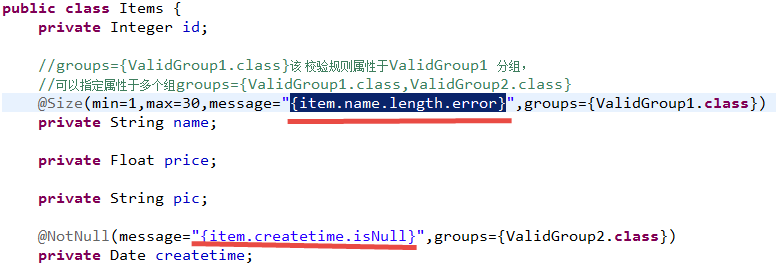 public class Items {
private Integer id;
//groups={ValidGroup1.class}该 校验规则属性于ValidGroup1 分组，
//可以指定属性于多个组groups={ValidGroup1.class,ValidGroup2.class}
@Size(min=1,max=30,message="{item.name.length.error}",groups={ValidGroup1.class})
private String name;
private Float price;
private String pic;
@NotNull(message="{item.createtime.isNull}",groups={ValidGroup2.class})
private Date createtime;